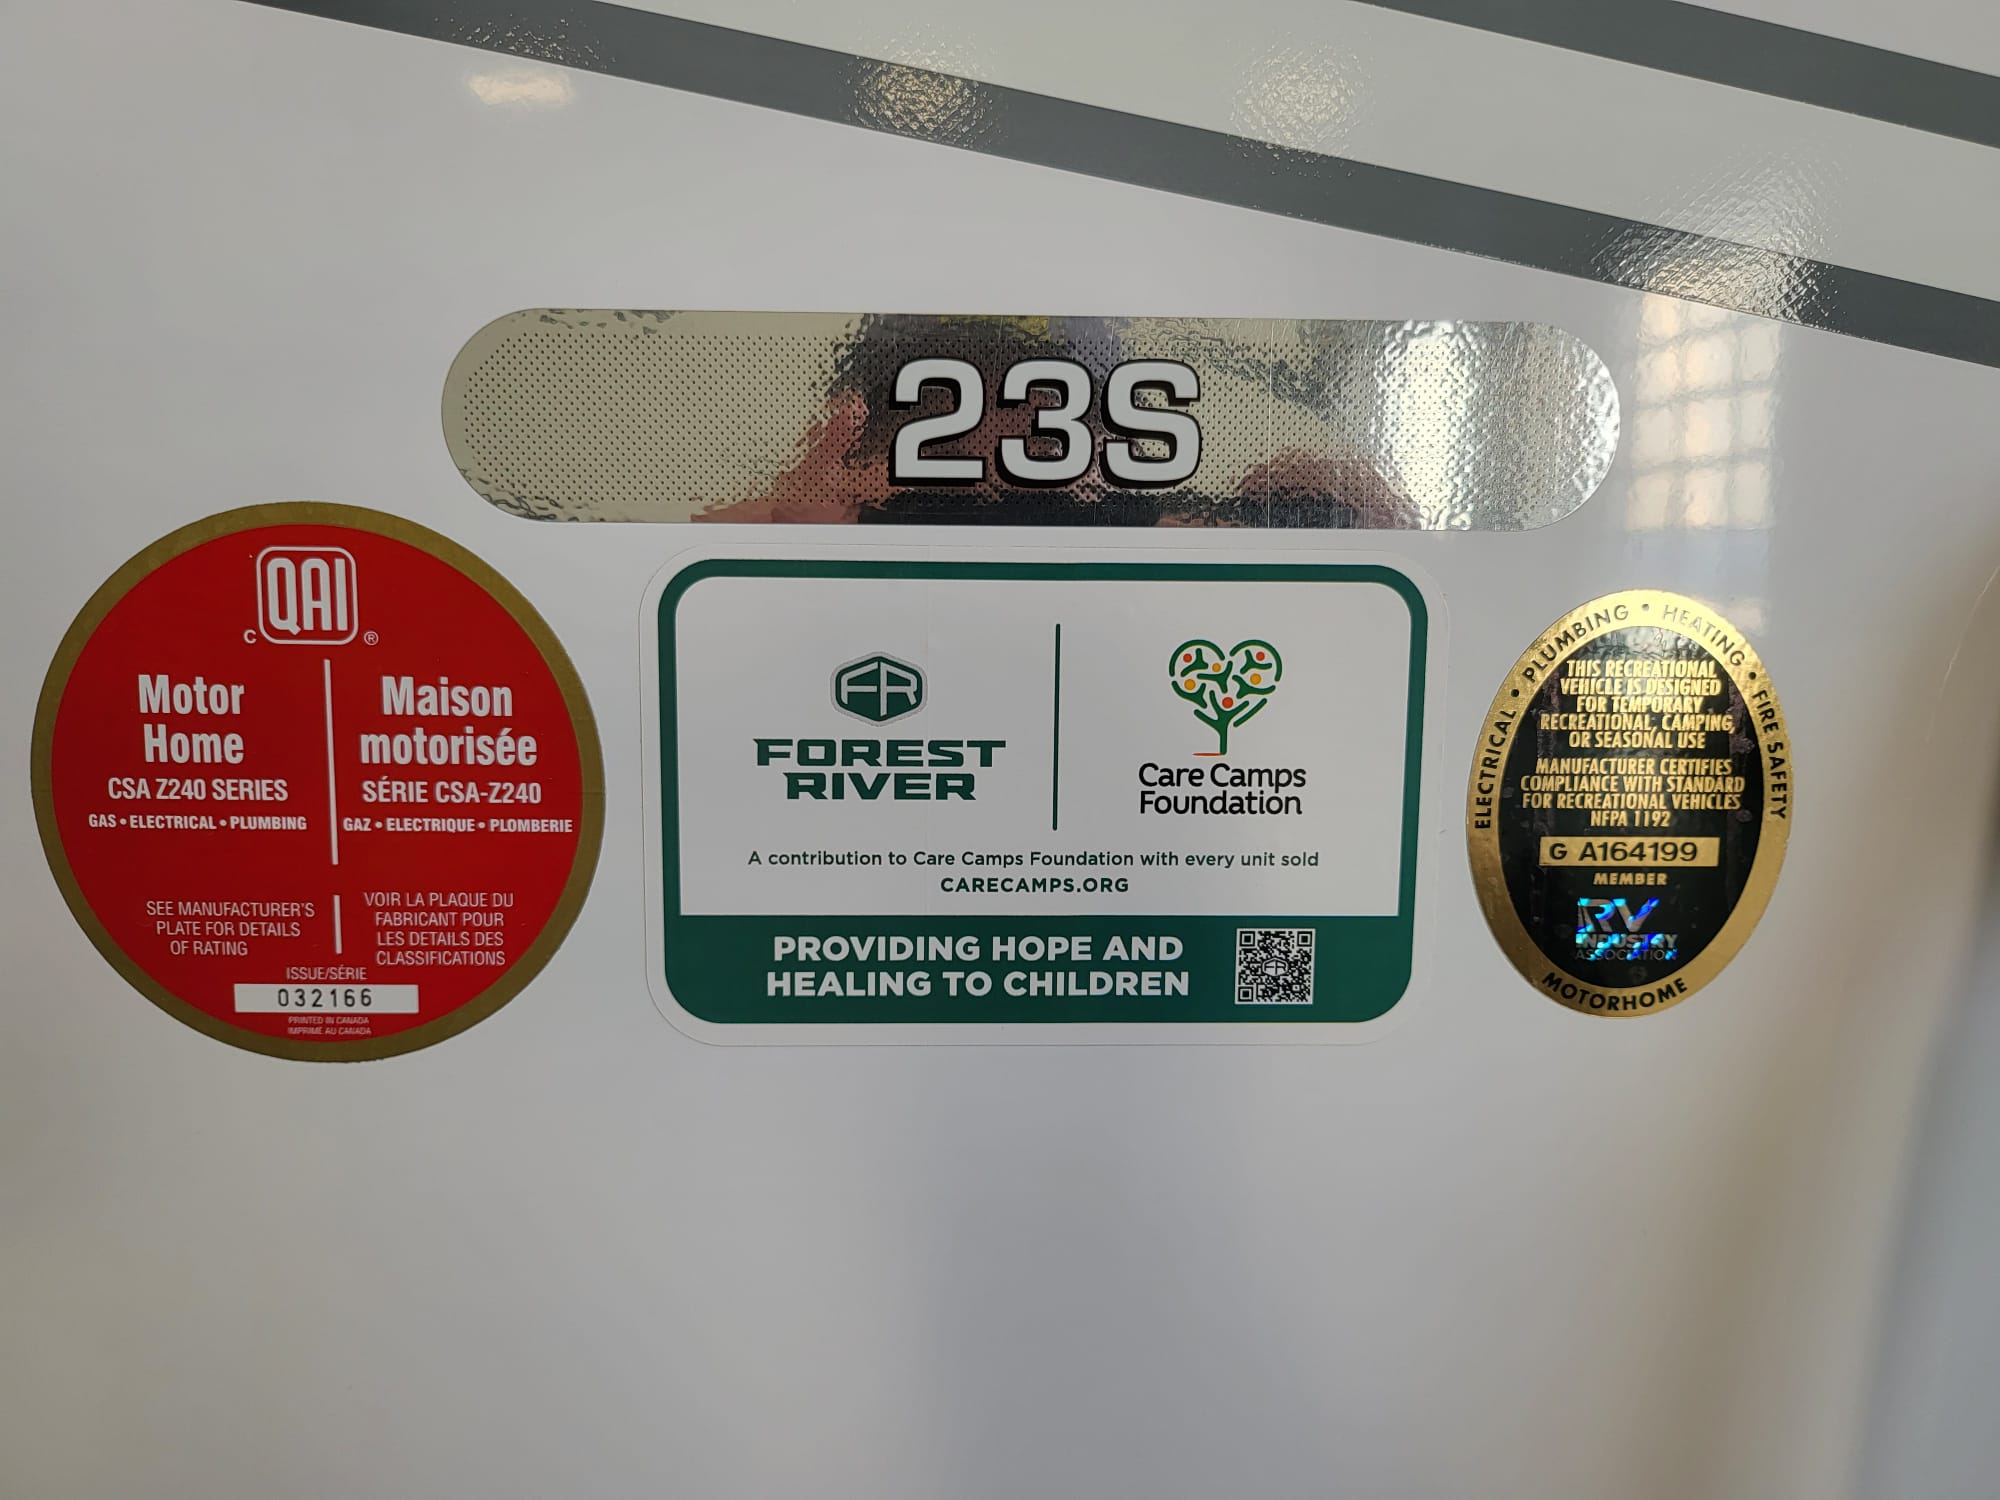 23S
C QAI ®
Motor
Home
CSA Z240 SERIES
GAS • ELECTRICAL • PLUMBING
SEE MANUFACTURER'S
PLATE FOR DETAILS
OF RATING
Maison
motorisée
SÉRIE CSA-Z240
GAZ • ELECTRIQUE • PLOMBERIE
VOIR LA PLAQUE DU
FABRICANT POUR
LES DETAILS DES
CLASSIFICATIONS
ISSUE/SÉRIE
032166
PRINTED IN CANADA
IMPRIMÉ AU CANADA
FR
FOREST
RIVER
Care Camps
Foundation
A contribution to Care Camps Foundation with every unit sold
CARECAMPS.ORG
PROVIDING HOPE AND
HEALING TO CHILDREN
FR
ELECTRICAL • PLUMBING • HEATING • FIRE SAFETY
THIS RECREATIONAL
VEHICLE IS DESIGNED
FOR TEMPORARY
RECREATIONAL, CAMPING,
OR SEASONAL USE
MANUFACTURER CERTIFIES
COMPLIANCE WITH STANDARD
FOR RECREATIONAL VEHICLES
NFPA 1192
G A164199
MEMBER
RV
INDUSTRY
ASSOCIATION
MOTORHOME